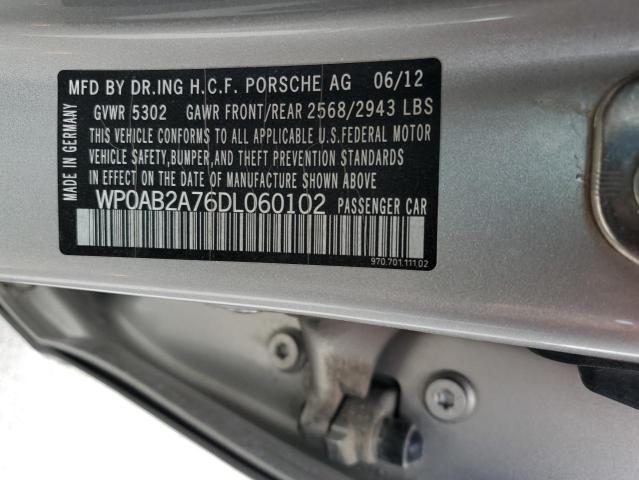 MFD BY DR.ING H.C.F. PORSCHE AG 06/12
GVWR 5302 GAWR FRONT/REAR 2568/2943 LBS
THIS VEHICLE CONFORMS TO ALL APPLICABLE U.S.FEDERAL MOTOR
VEHICLE SAFETY,BUMPER,AND THEFT PREVENTION STANDARDS
IN EFFECT ON THE DATE OF MANUFACTURE SHOWN ABOVE
WP0AB2A76DL060102 PASSENGER CAR
970.701.111.02
MADE IN GERMANY